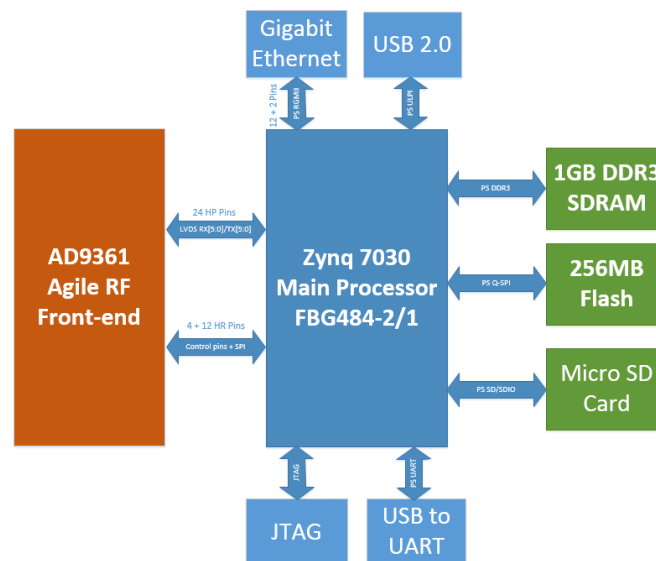 Gigabit
Ethernet
USB 2.0
12 + 2 Pins
PS RGMII
PS ULPI
AD9361
Agile RF
Front-end
24 HP Pins
LVDS RX[5:0]/TX[5:0]
4 + 12 HR Pins
Control pins + SPI
Zynq 7030
Main Processor
FBG484-2/1
PS DDR3
1GB DDR3
SDRAM
PS Q-SPI
256MB
Flash
PS SD/SDIO
Micro SD
Card
JTAG
PS UART
JTAG
USB to
UART